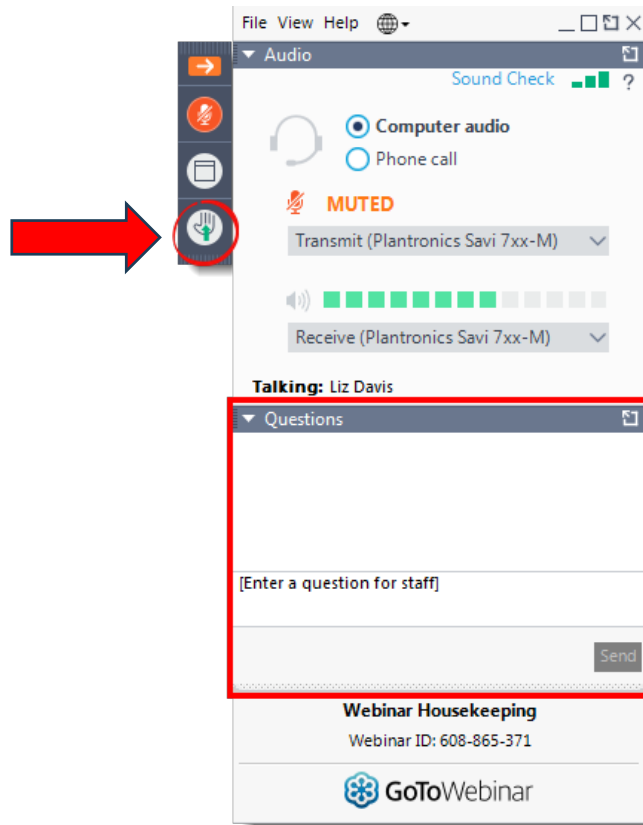 File View Help
Audio
Sound Check ?
Computer audio
Phone call
MUTED
Transmit (Plantronics Savi 7xx-M)
Receive (Plantronics Savi 7xx-M)
Talking: Liz Davis
Questions
[Enter a question for staff]
Send
Webinar Housekeeping
Webinar ID: 608-865-371
GoToWebinar